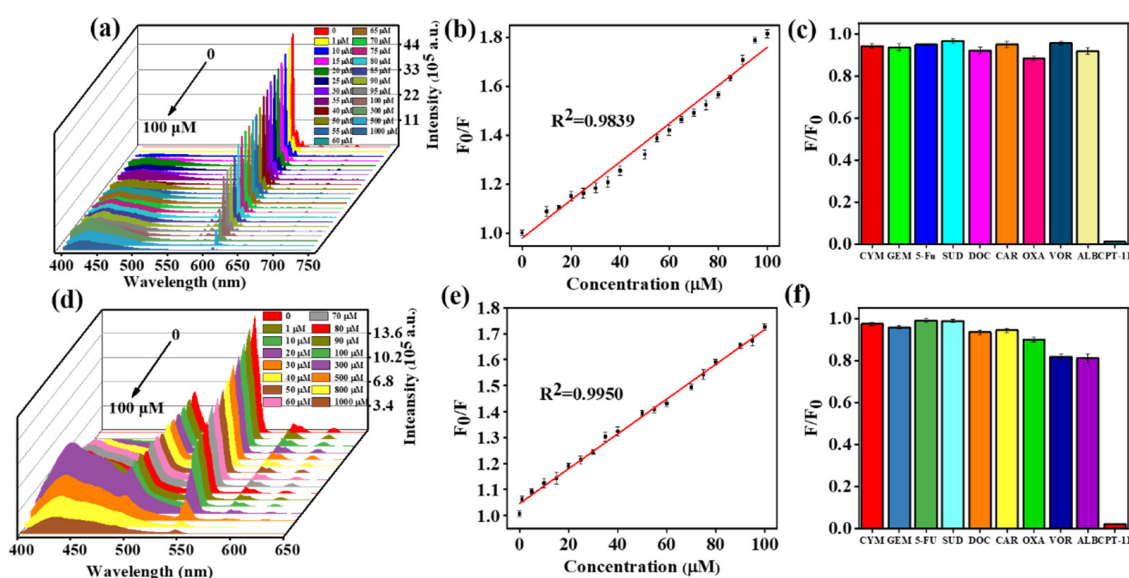 (a)
0
100 μM
0
1 μM
10 μM
15 μM
20 μM
25 μM
30 μM
35 μM
40 μM
50 μM
55 μM
60 μM
65 μM
70 μM
75 μM
80 μM
85 μM
90 μM
95 μM
100 μM
300 μM
500 μM
1000 μM
44
33
22
11
Intensity (10⁵ a.u.)
400 450 500 550 600 650 700 750
Wavelength (nm)
(b)
F₀/F
1.8
1.6
1.4
1.2
1.0
R²=0.9839
0 20 40 60 80 100
Concentration (μM)
(c)
F/F₀
1.0
0.8
0.6
0.4
0.2
0.0
CYM GEM 5-Fu SUD DOC CAR OXA VOR ALB CPT-11
(d)
0
100 μM
0
1 μM
10 μM
20 μM
30 μM
40 μM
50 μM
60 μM
70 μM
80 μM
90 μM
100 μM
300 μM
500 μM
800 μM
1000 μM
13.6
10.2
6.8
3.4
Inteansity (10⁵ a.u.)
400 450 500 550 600 650
Wavelength (nm)
(e)
F₀/F
1.8
1.7
1.6
1.5
1.4
1.3
1.2
1.1
1.0
R²=0.9950
0 20 40 60 80 100
Concentration (μM)
(f)
F/F₀
1.0
0.8
0.6
0.4
0.2
0.0
CYM GEM 5-FU SUD DOC CAR OXA VOR ALB CPT-11